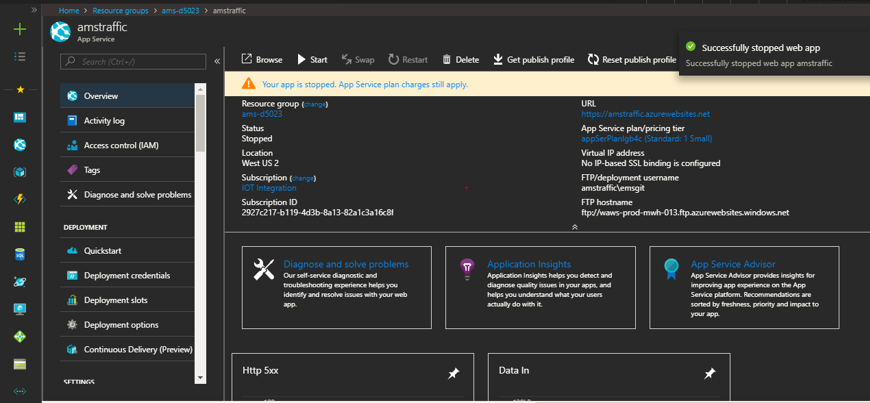 Home > Resource groups > ams-d5023 > amstraffic
amstraffic
App Service
Search (Ctrl+/)
Overview
Activity log
Access control (IAM)
Tags
Diagnose and solve problems
DEPLOYMENT
Quickstart
Deployment credentials
Deployment slots
Deployment options
Continuous Delivery (Preview)
SETTINGS
Browse Start Swap Restart Delete Get publish profile Reset publish profile
Successfully stopped web app
Successfully stopped web app amstraffic
Your app is stopped. App Service plan charges still apply.
Resource group (change)
ams-d5023
Status
Stopped
Location
West US 2
Subscription (change)
IOT Integration
Subscription ID
2927c217-b119-4d3b-8a13-82a1c3a16c8f
URL
https://amstraffic.azurewebsites.net
App Service plan/pricing tier
appSerPlanlgb4c (Standard: 1 Small)
Virtual IP address
No IP-based SSL binding is configured
FTP/deployment username
amstraffic\emsgit
FTP hostname
ftp://waws-prod-mwh-013.ftp.azurewebsites.windows.net
Diagnose and solve problems
Our self-service diagnostic and
troubleshooting experience helps you
identify and resolve issues with your web
app.
Application Insights
Application Insights helps you detect and
diagnose quality issues in your apps, and
helps you understand what your users
actually do with it.
App Service Advisor
App Service Advisor provides insights for
improving app experience on the App
Service platform. Recommendations are
sorted by freshness, priority and impact to
your app.
Http 5xx
Data In